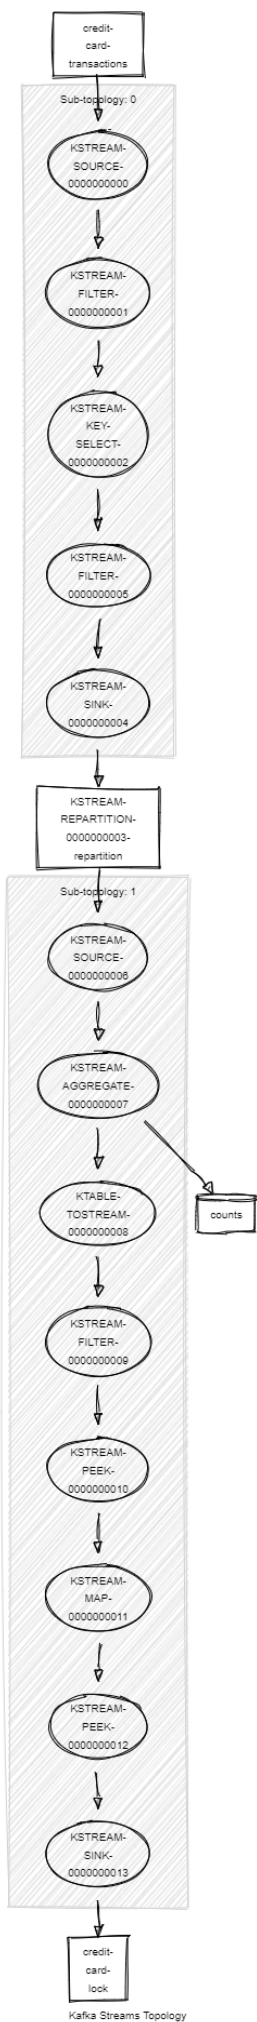 credit-
card-
transactions
Sub-topology: 0
KSTREAM-
SOURCE-
0000000000
KSTREAM-
FILTER-
0000000001
KSTREAM-
KEY-
SELECT-
0000000002
KSTREAM-
FILTER-
0000000005
KSTREAM-
SINK-
0000000004
KSTREAM-
REPARTITION-
0000000003-
repartition
Sub-topology: 1
KSTREAM-
SOURCE-
0000000006
KSTREAM-
AGGREGATE-
0000000007
KTABLE-
TOSTREAM-
0000000008
counts
KSTREAM-
FILTER-
0000000009
KSTREAM-
PEEK-
0000000010
KSTREAM-
MAP-
0000000011
KSTREAM-
PEEK-
0000000012
KSTREAM-
SINK-
0000000013
credit-
card-
lock
Kafka Streams Topology